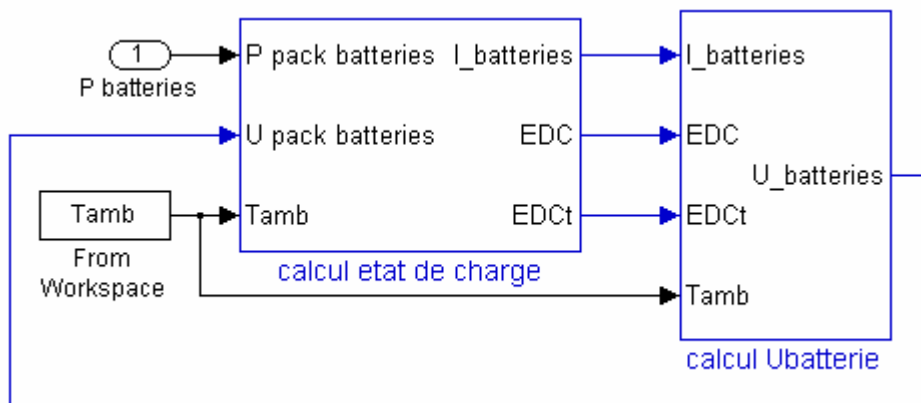 1
P batteries
P pack batteries
I_batteries
U pack batteries
EDC
Tamb
EDCt
calcul etat de charge
Tamb
From
Workspace
I_batteries
EDC
U_batteries
EDCt
Tamb
calcul Ubatterie